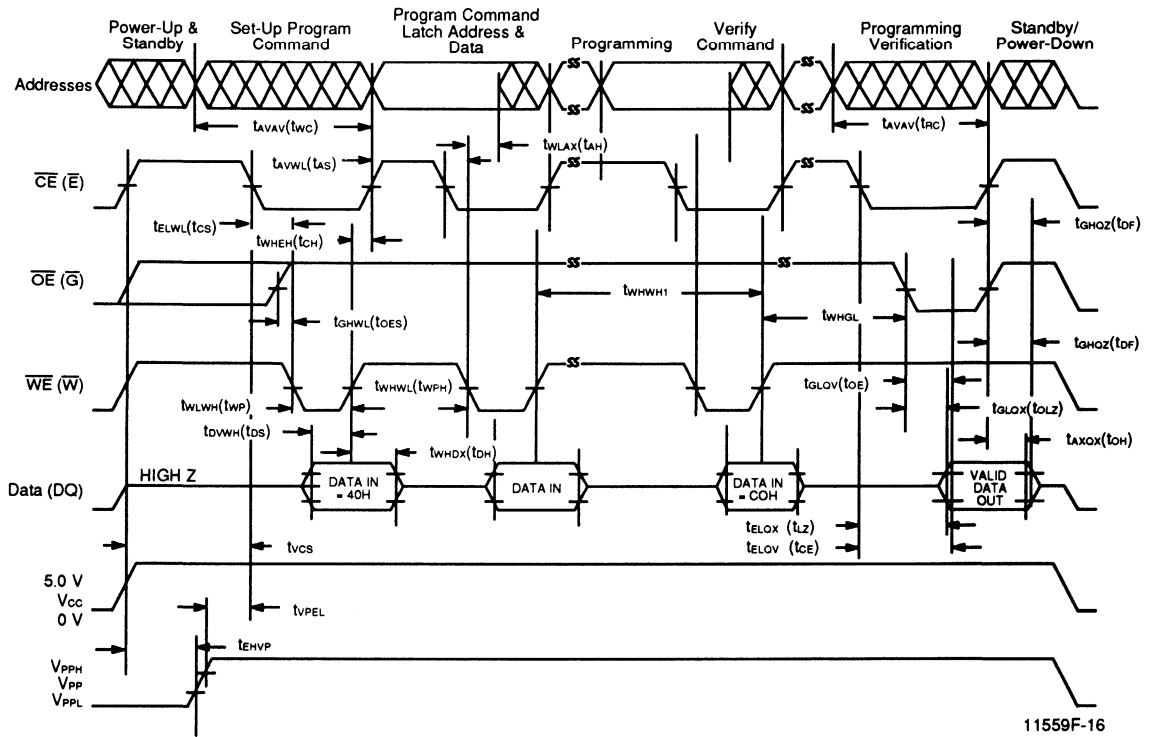 Power-Up &
Standby
Set-Up Program
Command
Program Command
Latch Address &
Data
Programming
Verify
Command
Programming
Verification
Standby/
Power-Down
Addresses
tAVAV(tWC)
tAVAV(tRC)
tWLAX(tAH)
tAVWL(tAS)
CE (E)
tELWL(tCS)
tWHEH(tCH)
tGHQZ(tDF)
OE (G)
tWHWH1
tWHGL
tGHWL(tOES)
tGHQZ(tDF)
WE (W)
tWHWL(tWPH)
tGLQV(tOE)
tWLWH(tWP)
tGLQX(tOLZ)
tDVWH(tDS)
tWHDX(tDH)
tAXQX(tOH)
Data (DQ)
HIGH Z
DATA IN
= 40H
DATA IN
DATA IN
= COH
VALID
DATA
OUT
tELQX (tLZ)
tELQV (tCE)
tVCS
5.0 V
VCC
0 V
tVPEL
tEHVP
VPPH
VPP
VPPL
11559F-16